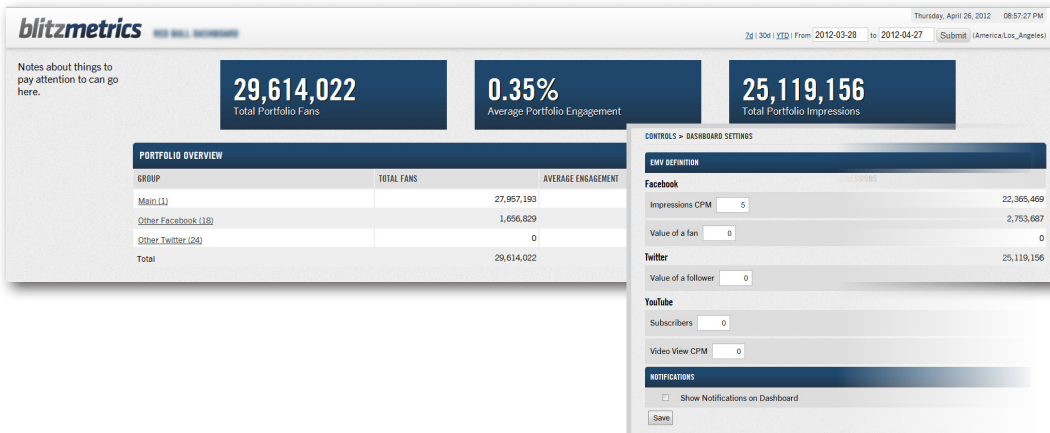 Thursday, April 26, 2012 08:57:27 PM
blitzmetrics RED BULL DASHBOARD
7d | 30d | YTD | From 2012-03-28 to 2012-04-27 Submit (America/Los_Angeles)
Notes about things to
pay attention to can go
here.
29,614,022
Total Portfolio Fans
0.35%
Average Portfolio Engagement
25,119,156
Total Portfolio Impressions
PORTFOLIO OVERVIEW
GROUP TOTAL FANS AVERAGE ENGAGEMENT
Main (1) 27,957,193 22,365,469
Other Facebook (18) 1,656,829 2,753,687
Other Twitter (24) 0 0
Total 29,614,022 25,119,156
CONTROLS > DASHBOARD SETTINGS
EMV DEFINITION
Facebook
Impressions CPM 5
Value of a fan 0
Twitter
Value of a follower 0
YouTube
Subscribers 0
Video View CPM 0
NOTIFICATIONS
Show Notifications on Dashboard
Save